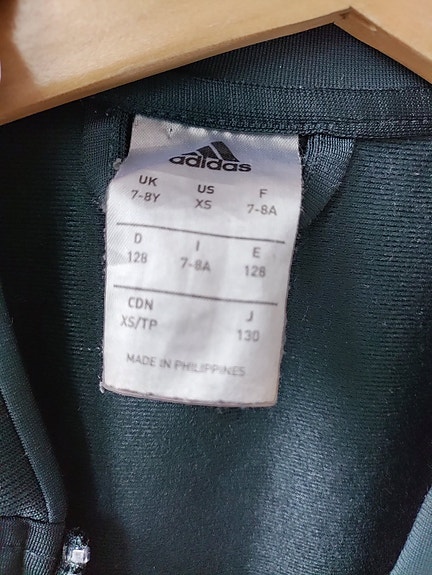 adidas
UK US F
7-8Y XS 7-8A
D I E
128 7-8A 128
CDN J
XS/TP 130
MADE IN PHILIPPINES